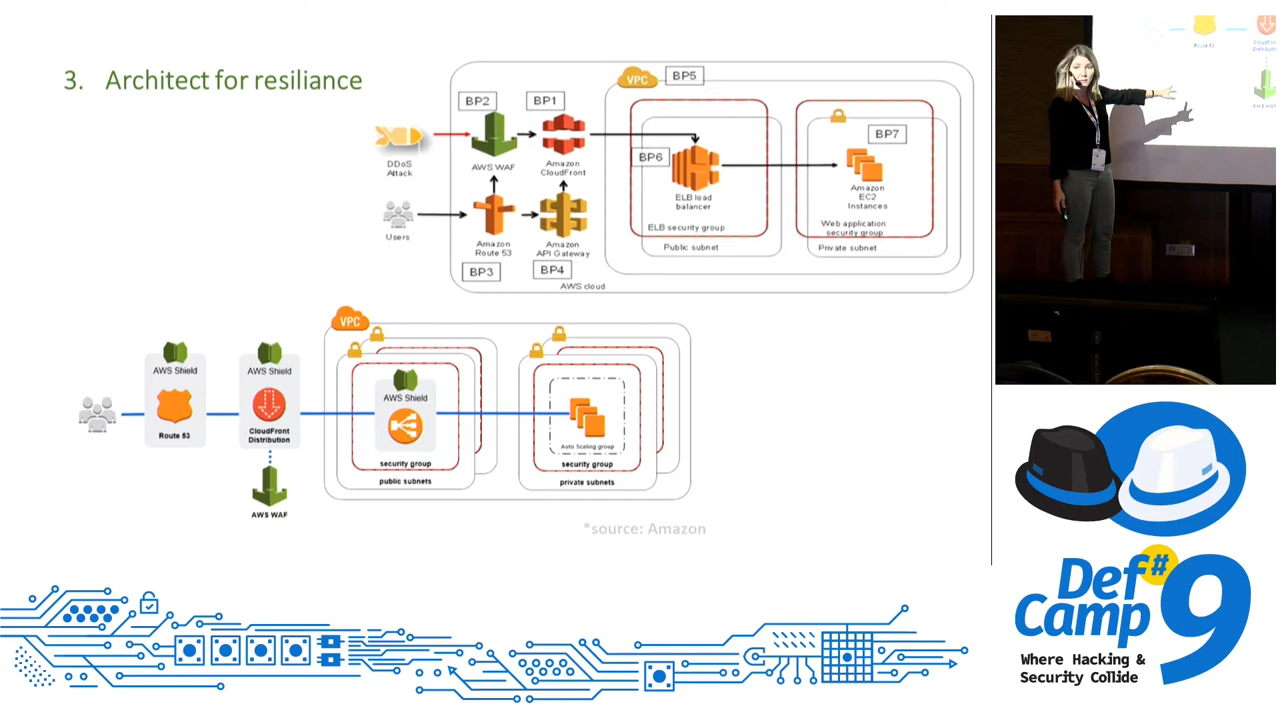 3. Architect for resiliance
VPC
BP5
BP2
BP1
BP7
DDoS
Attack
AWS WAF
Amazon
CloudFront
BP6
ELB load
balancer
Amazon
EC2
Instances
Users
Amazon
Route 53
Amazon
API Gateway
ELB security group
Public subnet
Web application
security group
Private subnet
BP3
BP4
AWS cloud
VPC
AWS Shield
Route 53
AWS Shield
CloudFront
Distribution
AWS WAF
AWS Shield
security group
public subnets
Auto Scaling group
security group
private subnets
*source: Amazon
Route 53
AWS WAF
Def
Camp
#
9
Where Hacking &
Security Collide